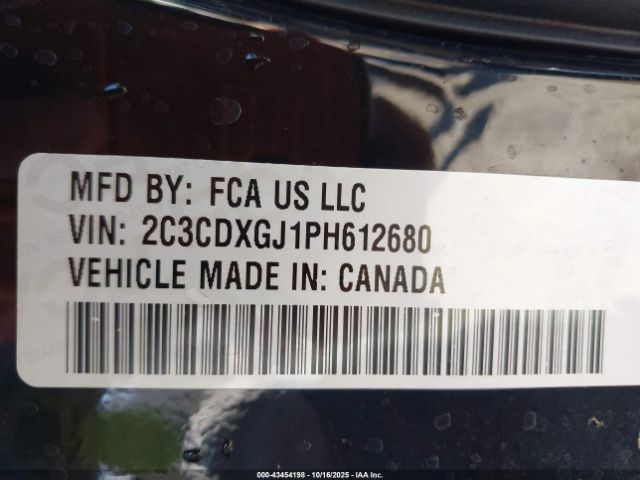 MFD BY: FCA US LLC
VIN: 2C3CDXGJ1PH612680
VEHICLE MADE IN: CANADA
000-43454198 - 10/16/2025 - IAA Inc.